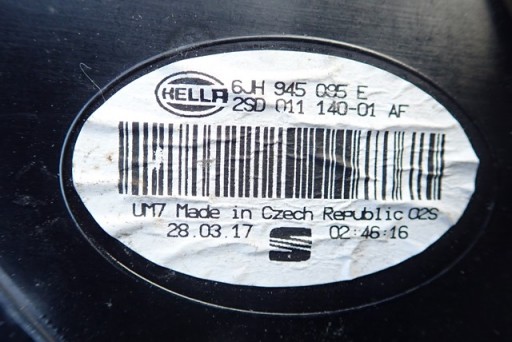 HELLA
6JH 945 095 E
2SD 011 140-01 AF
UM7 Made in Czech Republic 02S
28.03.17 02:46:16